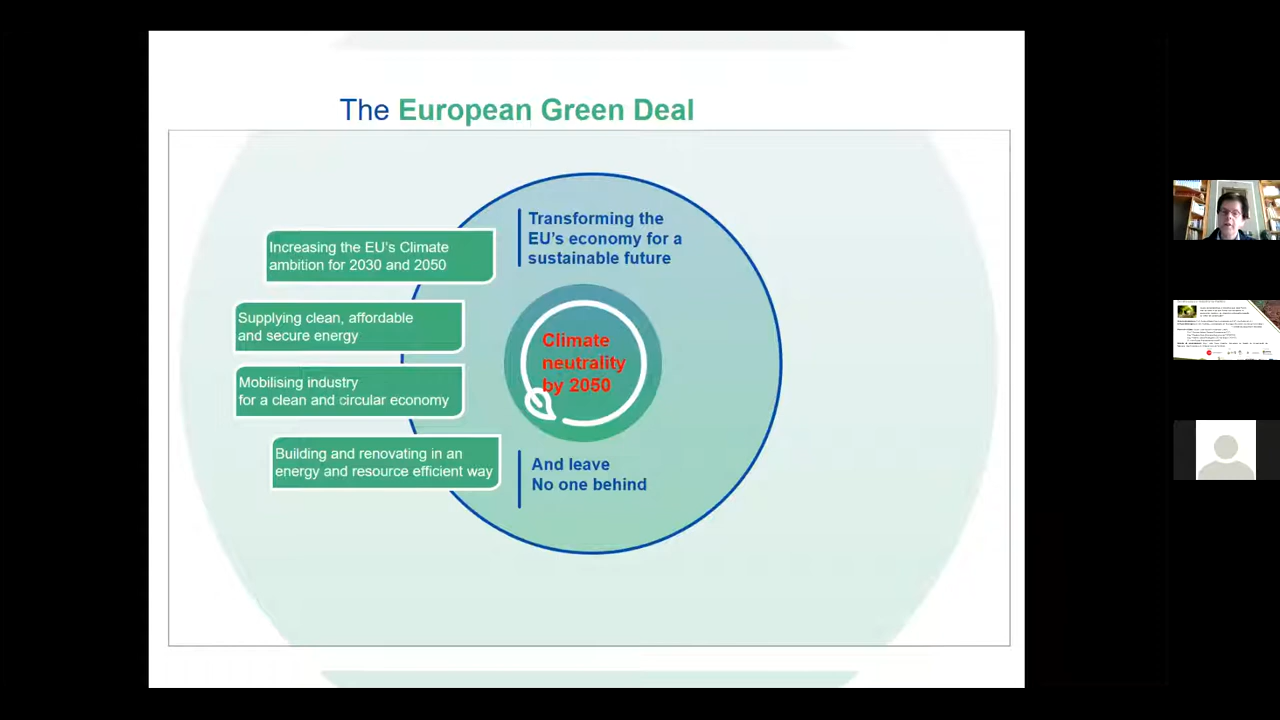 The European Green Deal
Transforming the
EU's economy for a
sustainable future
Increasing the EU's Climate
ambition for 2030 and 2050
Supplying clean, affordable
and secure energy
Mobilising industry
for a clean and circular economy
Building and renovating in an
energy and resource efficient way
Climate
neutrality
by 2050
And leave
No one behind